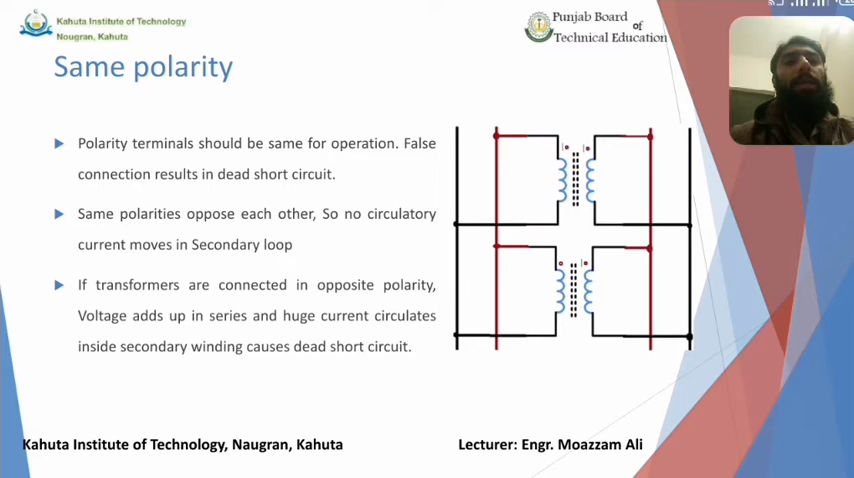 Kahuta Institute of Technology
Nougran, Kahuta
Punjab Board
of
Technical Education
Same polarity
Polarity terminals should be same for operation. False
connection results in dead short circuit.
Same polarities oppose each other, So no circulatory
current moves in Secondary loop
If transformers are connected in opposite polarity,
Voltage adds up in series and huge current circulates
inside secondary winding causes dead short circuit.
Kahuta Institute of Technology, Naugran, Kahuta
Lecturer: Engr. Moazzam Ali